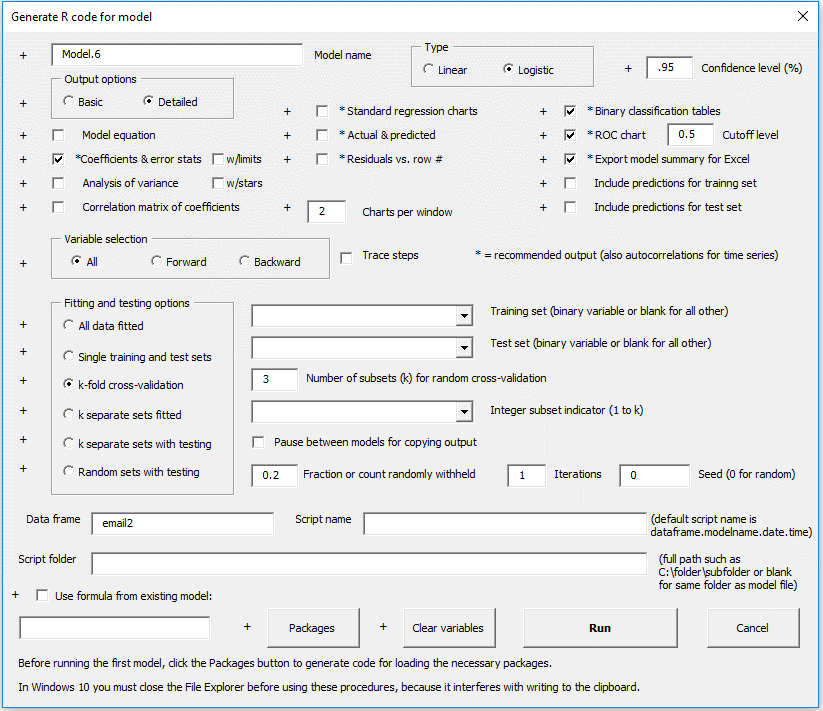 Generate R code for model
+ Model.6 Model name
Type
Linear Logistic
+ .95 Confidence level (%)
Output options
+ Basic Detailed
+ * Standard regression charts
+ * Binary classification tables
+ Model equation
+ * Actual & predicted
+ * ROC chart 0.5 Cutoff level
+ *Coefficients & error stats w/limits
+ * Residuals vs. row #
+ * Export model summary for Excel
+ Analysis of variance w/stars
+ Include predictions for trainng set
+ Correlation matrix of coefficients
+ 2 Charts per window
+ Include predictions for test set
Variable selection
+ All Forward Backward
Trace steps
* = recommended output (also autocorrelations for time series)
Fitting and testing options
+ All data fitted
Training set (binary variable or blank for all other)
+ Single training and test sets
Test set (binary variable or blank for all other)
+ k-fold cross-validation
3 Number of subsets (k) for random cross-validation
+ k separate sets fitted
Integer subset indicator (1 to k)
+ k separate sets with testing
Pause between models for copying output
+ Random sets with testing
0.2 Fraction or count randomly withheld
1 Iterations
0 Seed (0 for random)
Data frame email2
Script name
(default script name is
dataframe.modelname.date.time)
Script folder
(full path such as
C:\folder\subfolder or blank
for same folder as model file)
+ Use formula from existing model:
+ Packages + Clear variables Run Cancel
Before running the first model, click the Packages button to generate code for loading the necessary packages.
In Windows 10 you must close the File Explorer before using these procedures, because it interferes with writing to the clipboard.